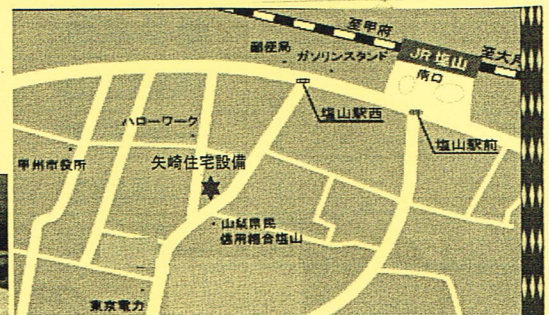 至甲府
郵便局
ガソリンスタンド
JR 塩山
至大月
南口
塩山駅西
ハローワーク
塩山駅前
甲州市役所
矢崎住宅設備
山梨県民
信用組合塩山
東京電力